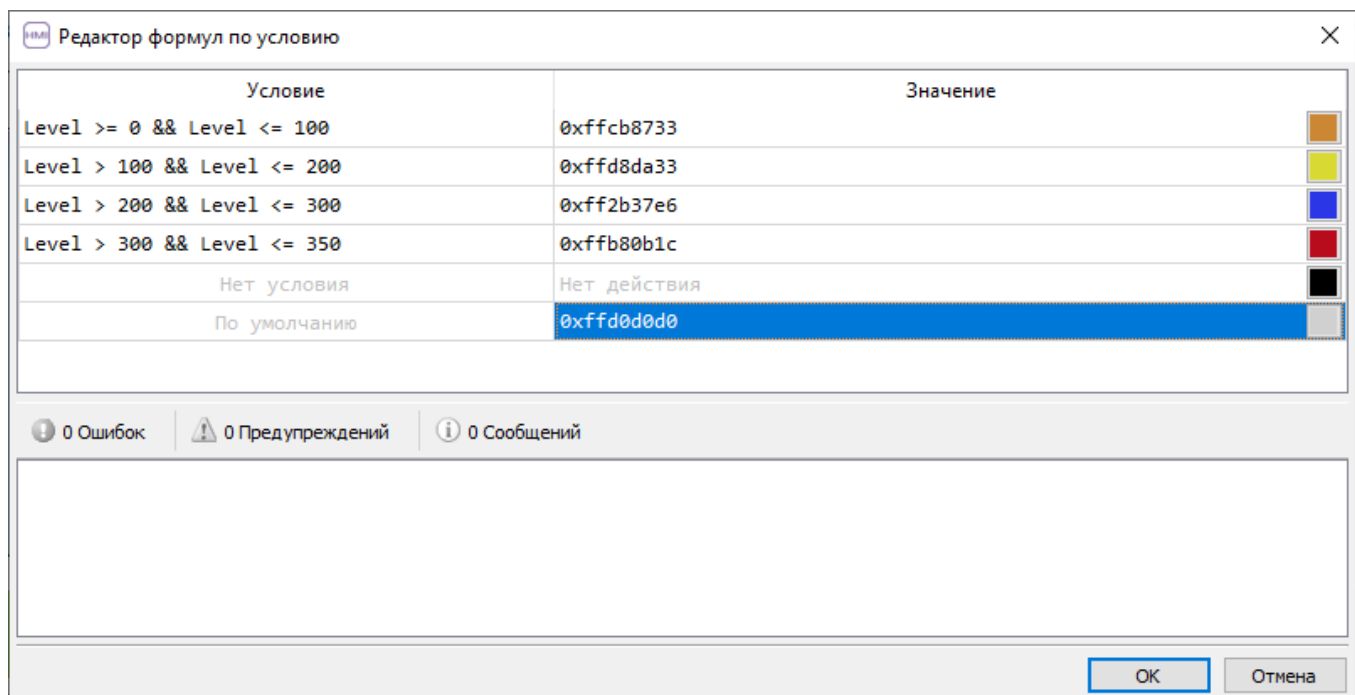 HMI Редактор формул по условию
Условие Значение
Level >= 0 && Level <= 100 0xffcb8733
Level > 100 && Level <= 200 0xffd8da33
Level > 200 && Level <= 300 0xff2b37e6
Level > 300 && Level <= 350 0xffb80b1c
Нет условия Нет действия
По умолчанию 0xffd0d0d0
0 Ошибок 0 Предупреждений 0 Сообщений
OK Отмена